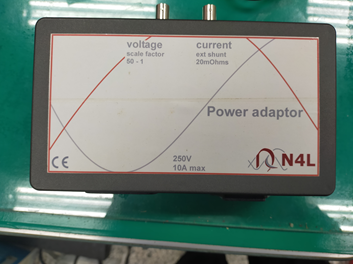 voltage
scale factor
50 - 1
current
ext shunt
20mOhms
Power adaptor
CE
250V
10A max
N4L